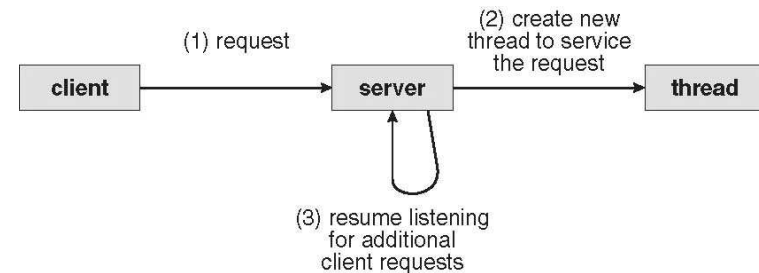 (1) request
(2) create new
thread to service
the request
client
server
thread
(3) resume listening
for additional
client requests